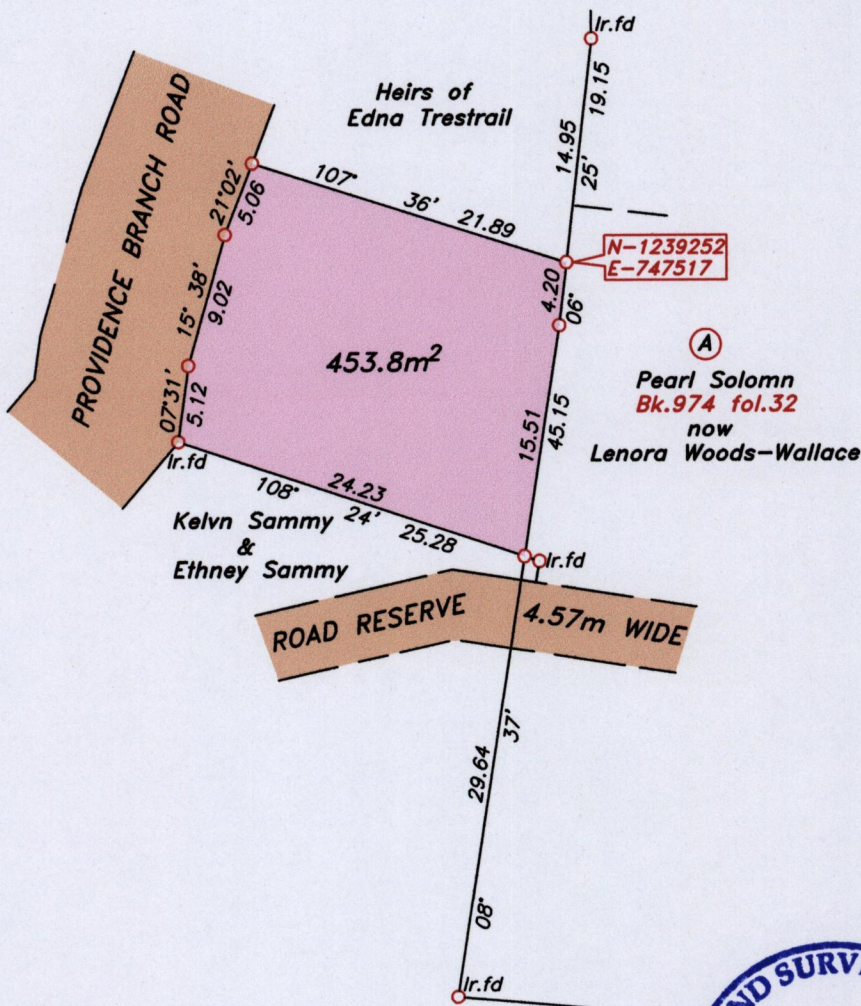 Ir.fd
19.15
14.95
25'
Heirs of
Edna Trestrail
PROVIDENCE BRANCH ROAD
21°02'
5.06
107°
36'
21.89
N-1239252
E-747517
4.20
06°
15° 38'
9.02
453.8m²
A
Pearl Solomn
Bk.974 fol.32
now
Lenora Woods-Wallace
07°31'
5.12
15.51
45.15
Ir.fd
108°
24.23
24'
25.28
Kelvn Sammy
&
Ethney Sammy
Ir.fd
ROAD RESERVE
4.57m WIDE
29.64
37'
08°
Ir.fd